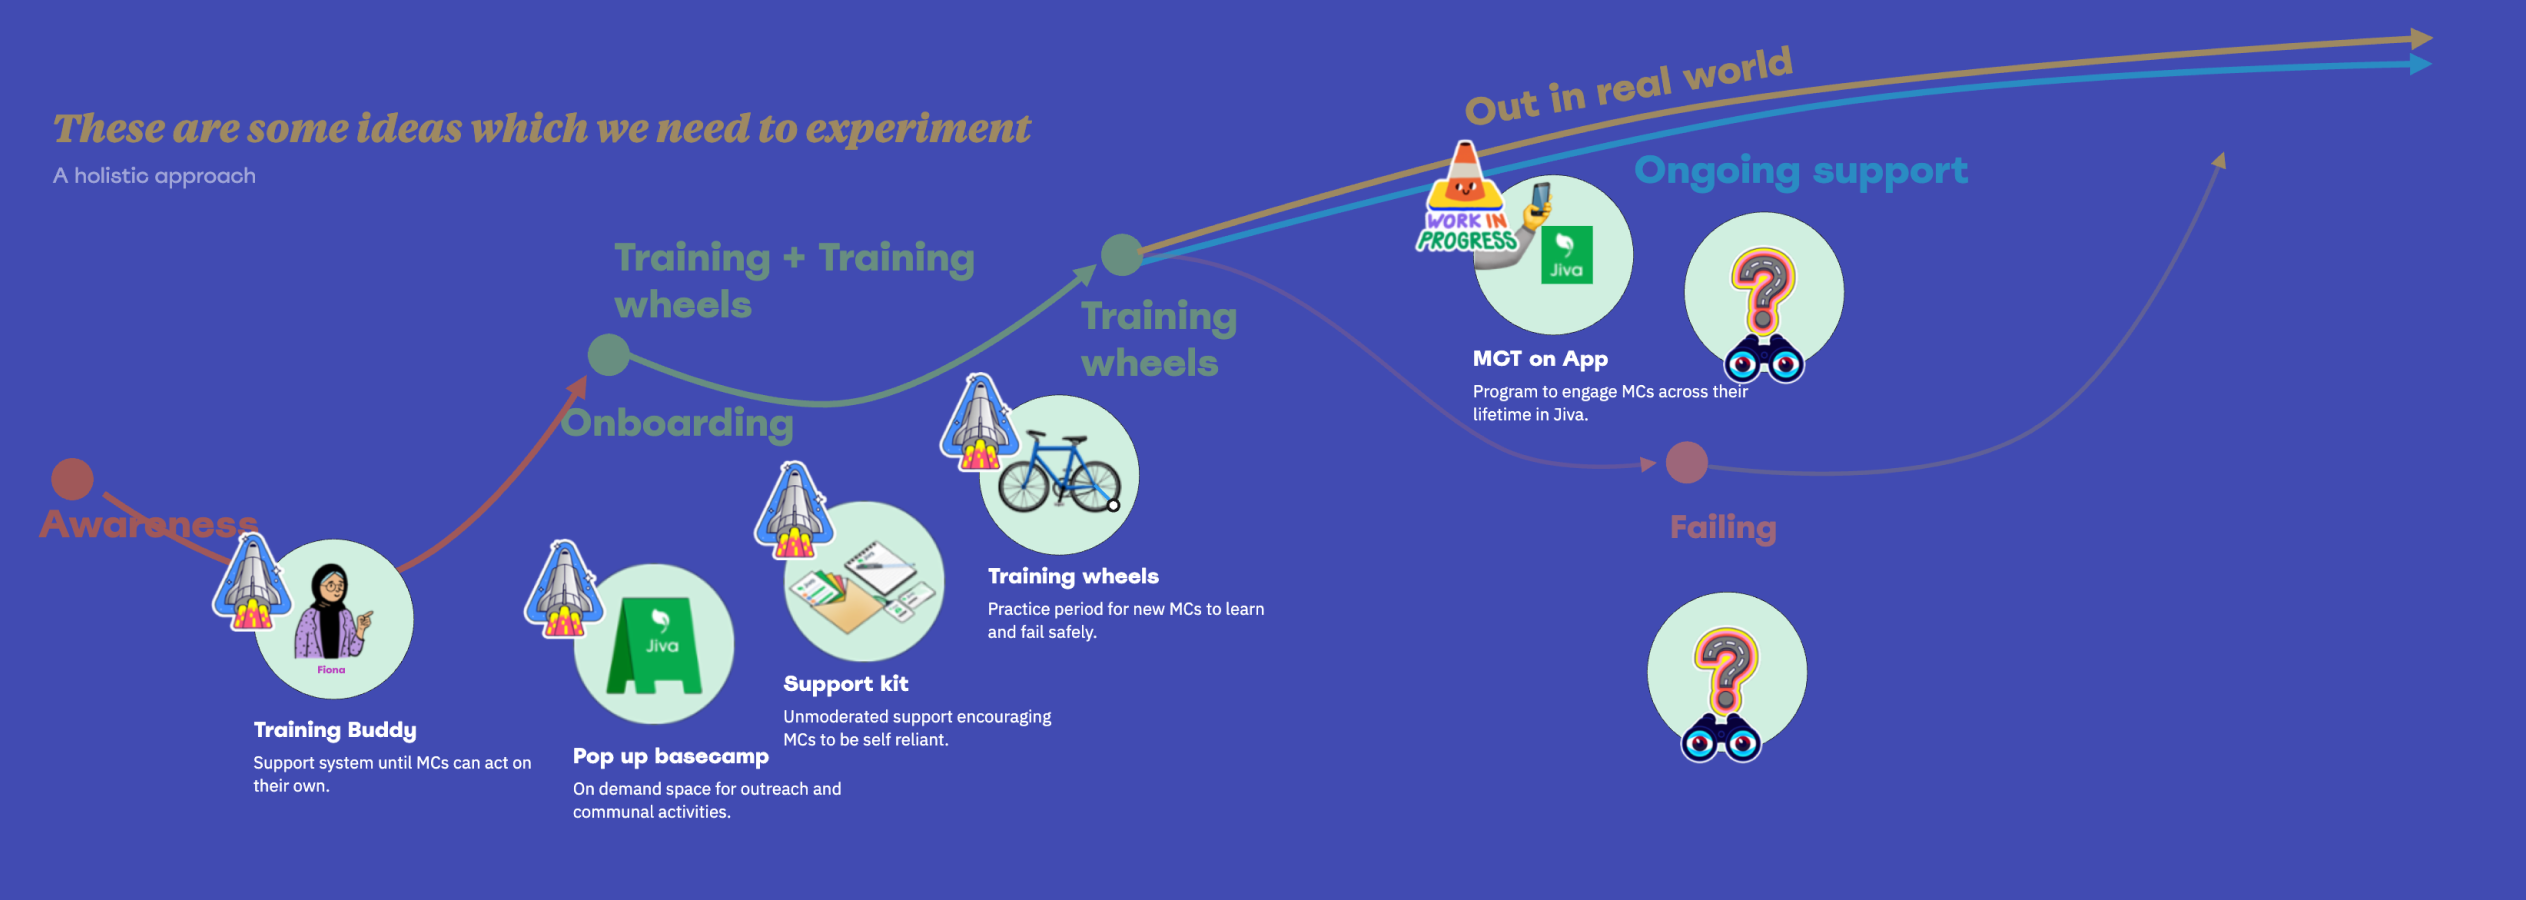 These are some ideas which we need to experiment
A holistic approach
Awareness
Fiona
Training Buddy
Support system until MCs can act on
their own.
Training + Training
wheels
Onboarding
Jiva
Pop up basecamp
On demand space for outreach and
communal activities.
Support kit
Unmoderated support encouraging
MCs to be self reliant.
Training
wheels
Training wheels
Practice period for new MCs to learn
and fail safely.
Out in real world
Ongoing support
WORK IN
PROGRESS
Jiva
MCT on App
Program to engage MCs across their
lifetime in Jiva.
Failing